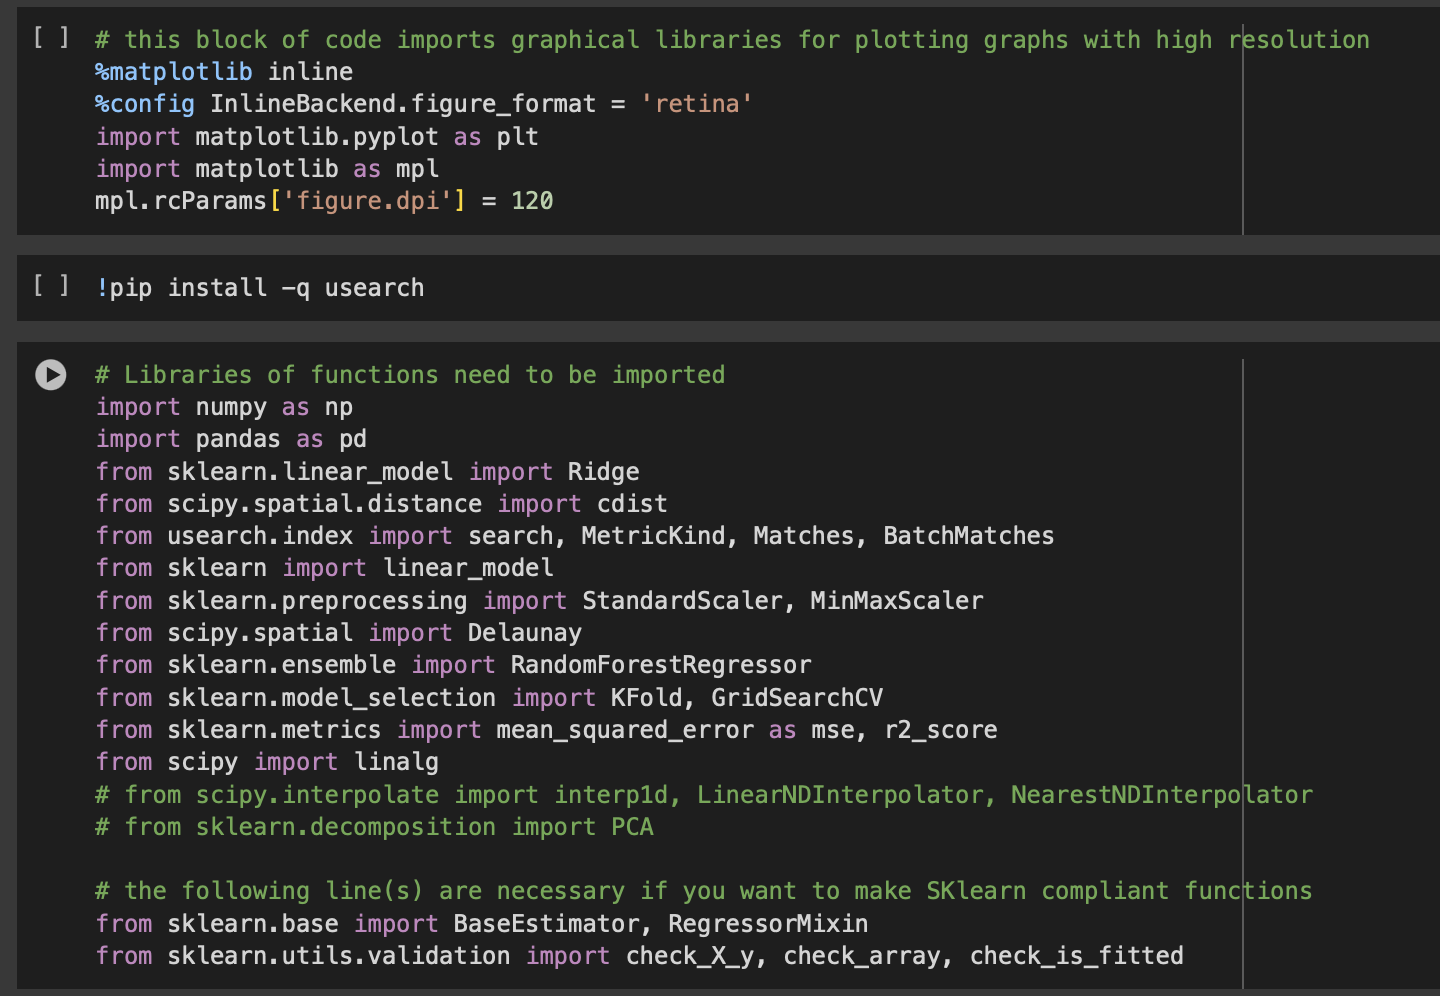 [ ] # this block of code imports graphical libraries for plotting graphs with high resolution
%matplotlib inline
%config InlineBackend.figure_format = 'retina'
import matplotlib.pyplot as plt
import matplotlib as mpl
mpl.rcParams['figure.dpi'] = 120
[ ] !pip install -q usearch
# Libraries of functions need to be imported
import numpy as np
import pandas as pd
from sklearn.linear_model import Ridge
from scipy.spatial.distance import cdist
from usearch.index import search, MetricKind, Matches, BatchMatches
from sklearn import linear_model
from sklearn.preprocessing import StandardScaler, MinMaxScaler
from scipy.spatial import Delaunay
from sklearn.ensemble import RandomForestRegressor
from sklearn.model_selection import KFold, GridSearchCV
from sklearn.metrics import mean_squared_error as mse, r2_score
from scipy import linalg
# from scipy.interpolate import interp1d, LinearNDInterpolator, NearestNDInterpolator
# from sklearn.decomposition import PCA
# the following line(s) are necessary if you want to make SKlearn compliant functions
from sklearn.base import BaseEstimator, RegressorMixin
from sklearn.utils.validation import check_X_y, check_array, check_is_fitted